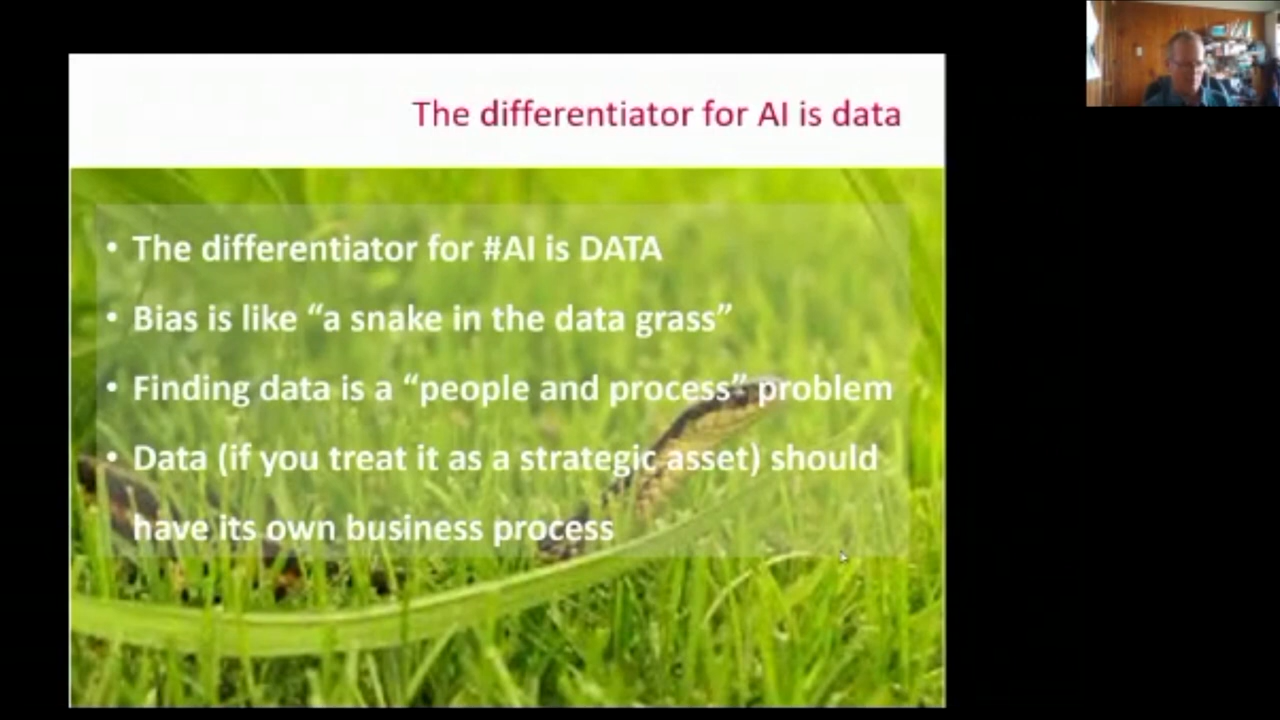 The differentiator for AI is data
• The differentiator for #AI is DATA
• Bias is like “a snake in the data grass”
• Finding data is a “people and process” problem
• Data (if you treat it as a strategic asset) should
have its own business process